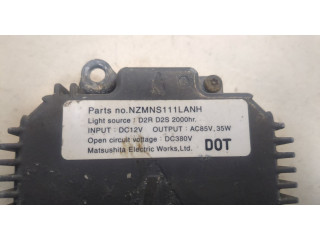 Parts no.NZMNS111LANH
Light source : D2R D2S 2000hr.
INPUT : DC12V OUTPUT : AC85V, 35W
Open circuit voltage : DC380V
Matsushita Electric Works,Ltd. DOT